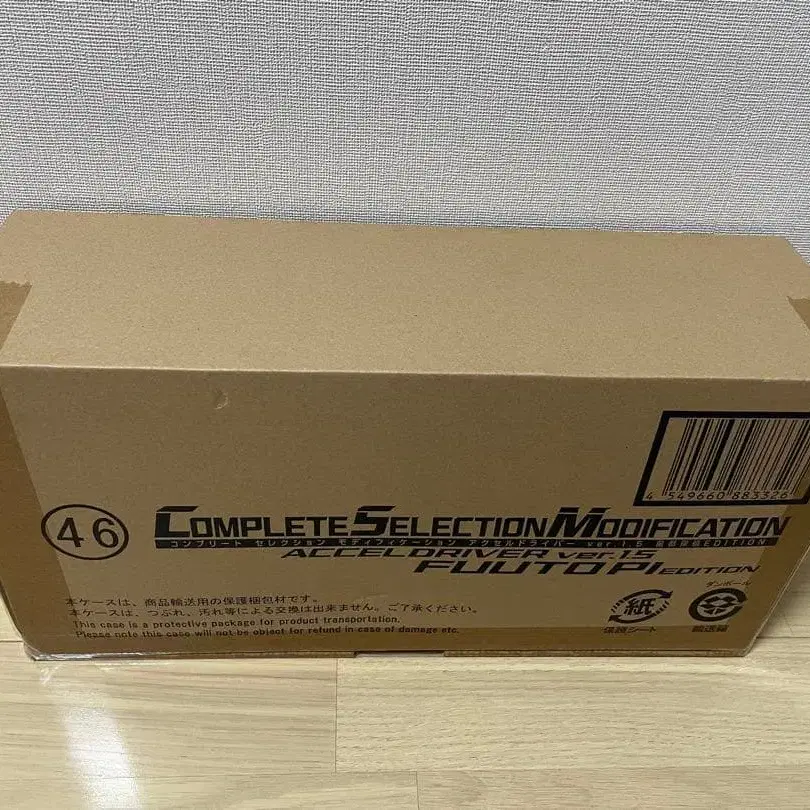 4 549660 883326
46
COMPLETE SELECTION MODIFICATION
コンプリート セレクション モディフィケーション アクセルドライバー ver.1.5 風都探偵EDITION
ACCELDRIVER ver.1.5
FUUTO PI EDITION
本ケースは、商品輸送用の保護梱包材です。
本ケースは、つぶれ、汚れ等による交換は出来ません。ご了承ください。
This case is a protective package for product transportation.
Please note this case will not be object for refund in case of damage etc.
紙
保護シート
ダンボール
輸送箱